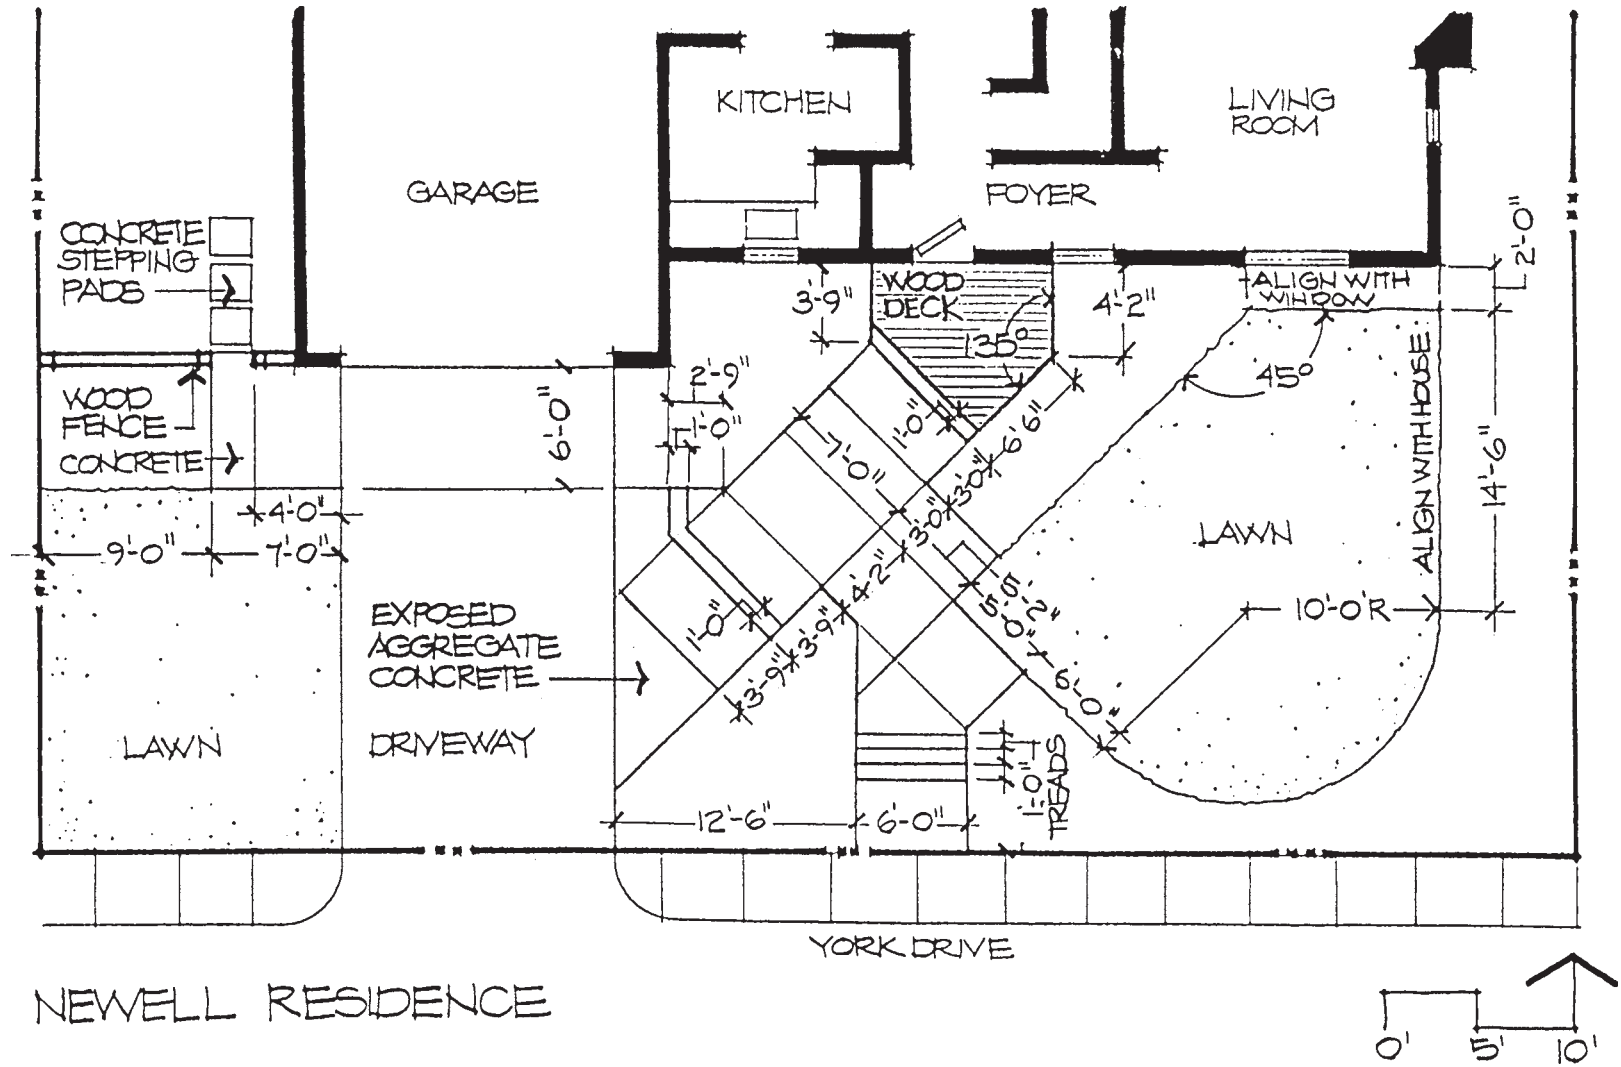 KITCHEN
LIVING
ROOM
GARAGE
FOYER
CONCRETE
STEPPING
PADS
2'-0"
WOOD
DECK
ALIGN WITH
WINDOW
3'-9"
4'-2"
135°
45°
ALIGN WITH HOUSE
WOOD
FENCE
CONCRETE
2'-9"
1'-0"
6'-0"
1'-0"
6'6"
7'-0"
3'-0"
3'-0"
14'-6"
4'-0"
9'-0"
7'-0"
LAWN
4'-2"
5'-2"
5'-0"
10'-0"R
EXPOSED
AGGREGATE
CONCRETE
1'-0"
3'-9"
3'-9"
6'-0"
LAWN
DRIVEWAY
1'-0"
TREADS
12'-6"
6'-0"
YORK DRIVE
NEWELL RESIDENCE
0'
5'
10'